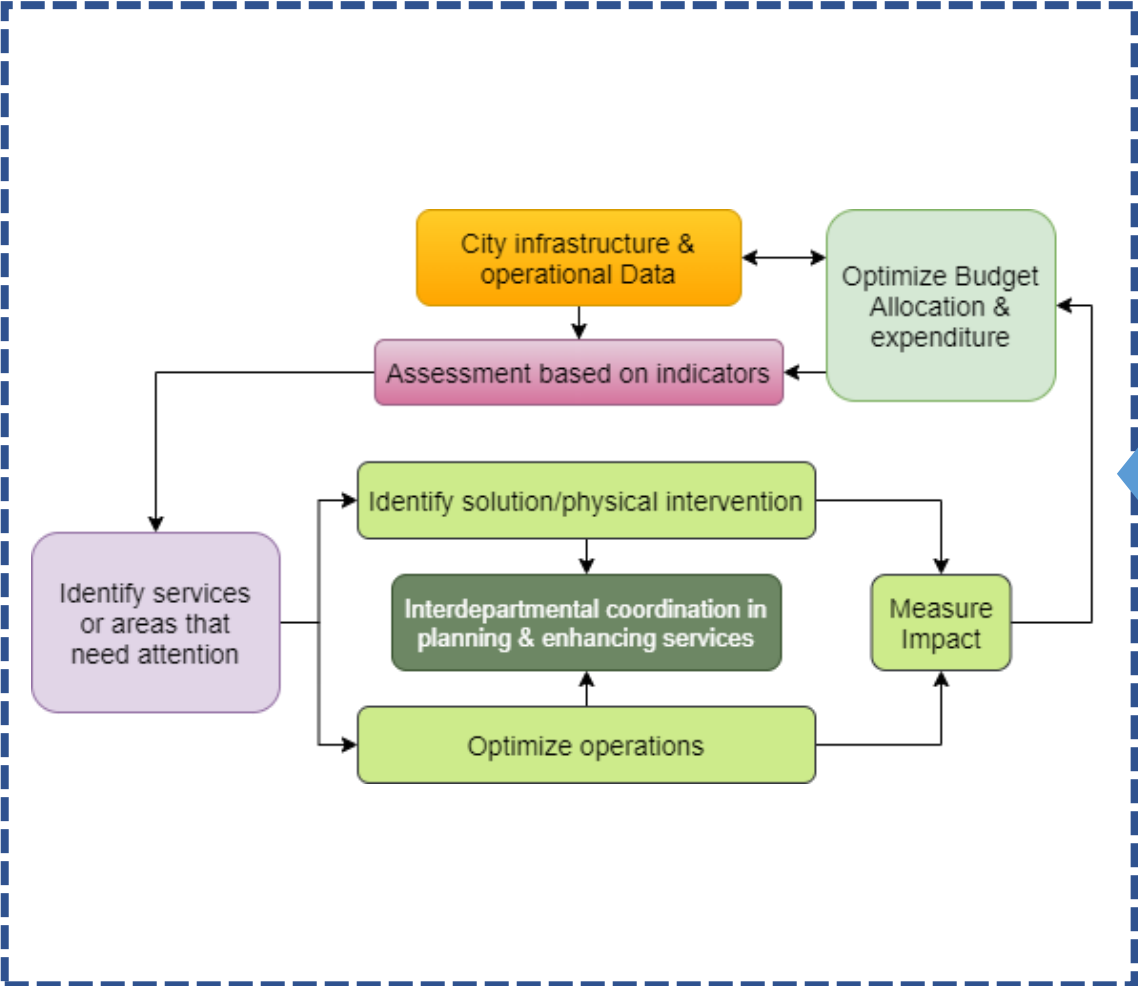 City infrastructure &
operational Data
Optimize Budget
Allocation &
expenditure
Assessment based on indicators
Identify solution/physical intervention
Identify services
or areas that
need attention
Interdepartmental coordination in
planning & enhancing services
Measure
Impact
Optimize operations